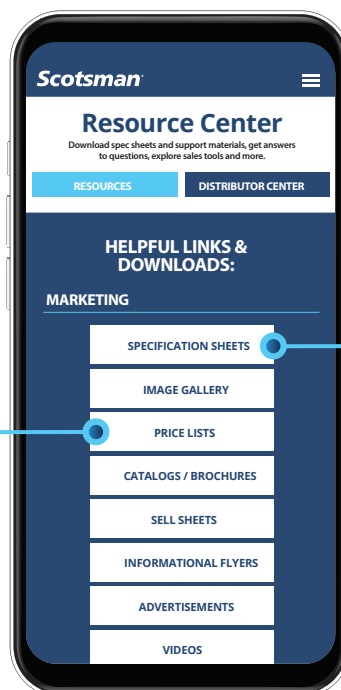 Scotsman
Resource Center
Download spec sheets and support materials, get answers
to questions, explore sales tools and more.
RESOURCES
DISTRIBUTOR CENTER
HELPFUL LINKS &
DOWNLOADS:
MARKETING
SPECIFICATION SHEETS
IMAGE GALLERY
PRICE LISTS
CATALOGS / BROCHURES
SELL SHEETS
INFORMATIONAL FLYERS
ADVERTISEMENTS
VIDEOS